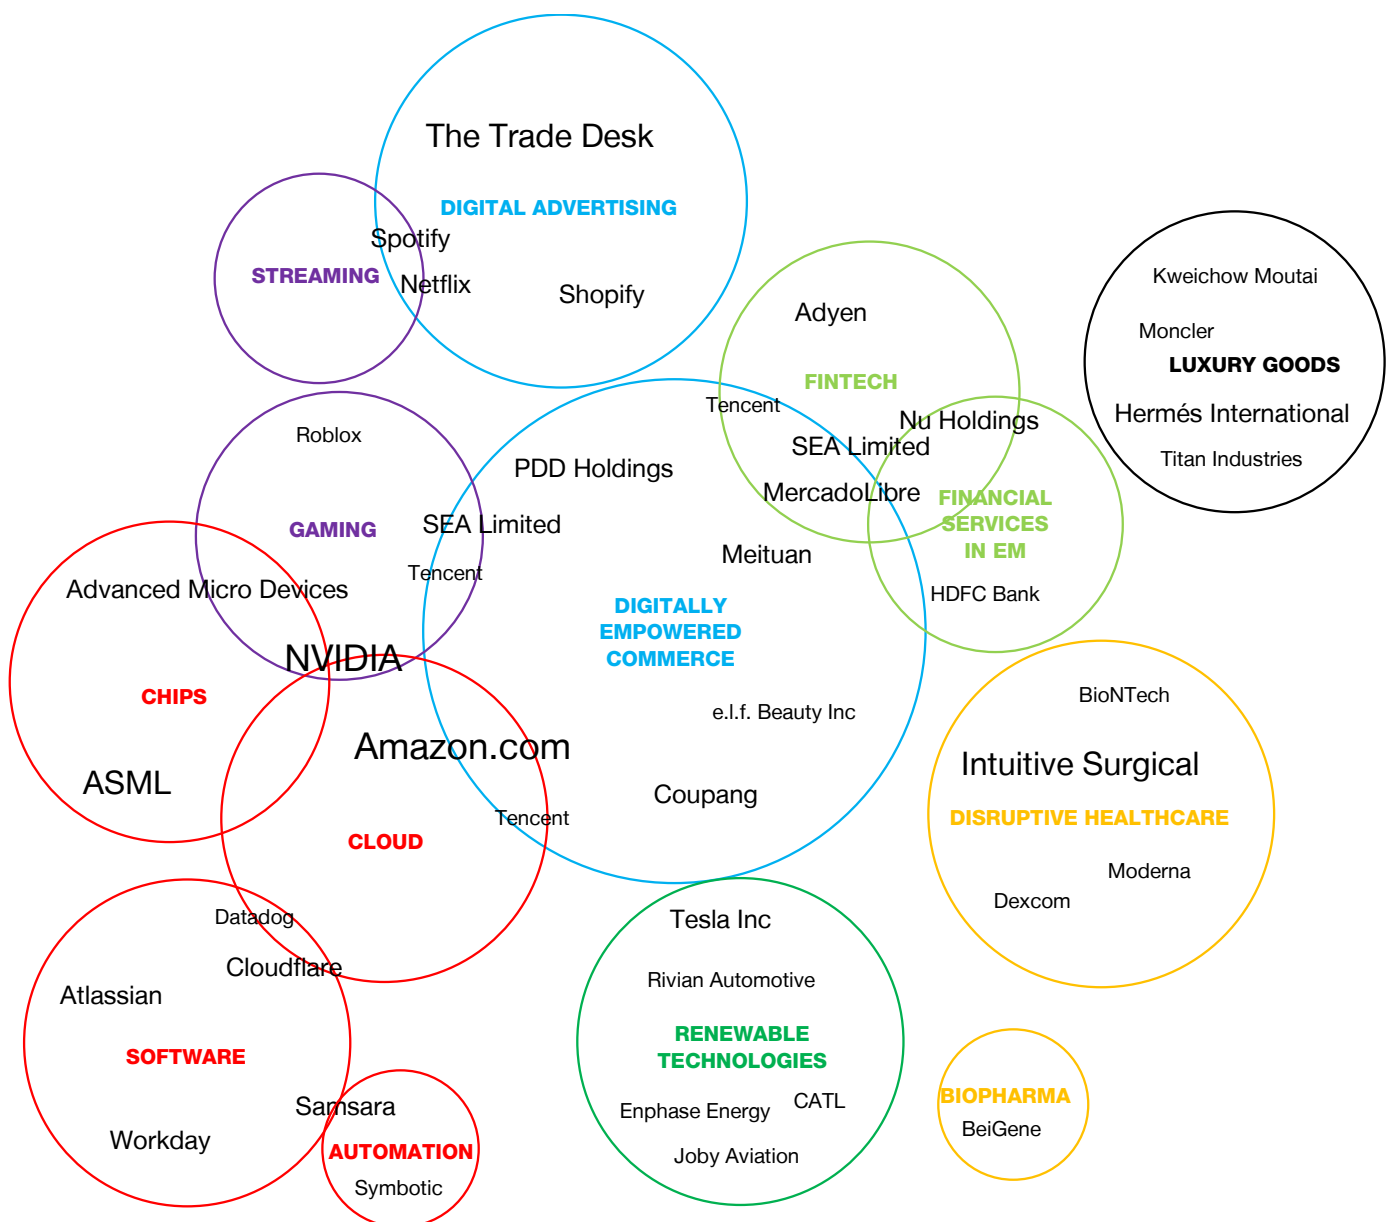 The Trade Desk
DIGITAL ADVERTISING
Spotify
STREAMING
Netflix
Shopify
Kweichow Moutai
Moncler
LUXURY GOODS
Hermés International
Titan Industries
Adyen
FINTECH
Tencent
Nu Holdings
SEA Limited
MercadoLibre
FINANCIAL
SERVICES
IN EM
HDFC Bank
Roblox
GAMING
SEA Limited
Tencent
PDD Holdings
Meituan
DIGITALLY
EMPOWERED
COMMERCE
e.l.f. Beauty Inc
Coupang
Advanced Micro Devices
NVIDIA
CHIPS
ASML
Amazon.com
Tencent
CLOUD
BioNTech
Intuitive Surgical
DISRUPTIVE HEALTHCARE
Moderna
Dexcom
Datadog
Cloudflare
Atlassian
SOFTWARE
Samsara
Workday
AUTOMATION
Symbotic
Tesla Inc
Rivian Automotive
RENEWABLE
TECHNOLOGIES
Enphase Energy
CATL
Joby Aviation
BIOPHARMA
BeiGene